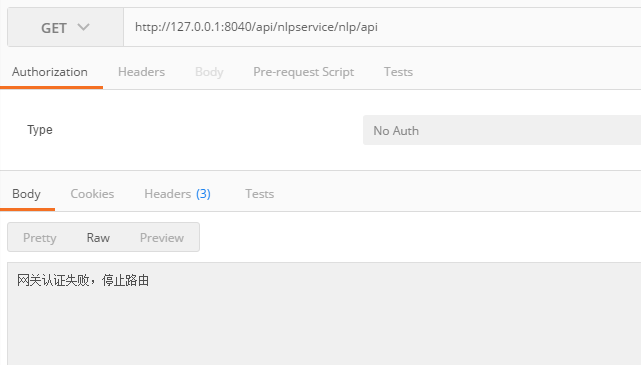 GET http://127.0.0.1:8040/api/nlpservice/nlp/api
Authorization Headers Body Pre-request Script Tests
Type No Auth
Body Cookies Headers (3) Tests
Pretty Raw Preview
网关认证失败，停止路由